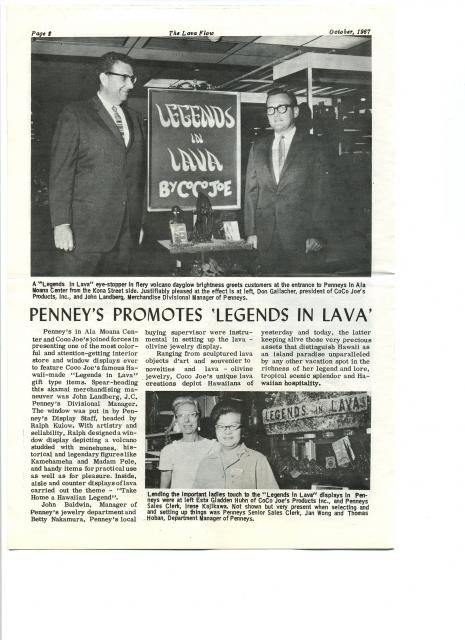 Page 2 The Lava Flow October, 1967
LEGENDS
IN
LAVA
BY COCO JOE
A "Legends in Lava" eye-stopper in fiery volcano dayglow brightness greets customers at the entrance to Penneys in Ala
Moana Center from the Kona Street side. Justifiably pleased at the effect is at left, Don Gallacher, president of CoCo Joe's
Products, Inc., and John Landberg, Merchandise Divisional Manager of Penneys.
PENNEY'S PROMOTES 'LEGENDS IN LAVA'
Penney's in Ala Moana Cen-
ter and Coco Joe's joined forces in
presenting one of the most color-
ful and attention-getting interior
store and window displays ever
to feature Coco Joe's famous Ha-
waii-made "Legends in Lava"
gift type items. Spear-heading
this akamai merchandising ma-
neuver was John Landberg, J.C.
Penney's Divisional Manager.
The window was put in by Pen-
ney's Display Staff, headed by
Ralph Kulow. With artistry and
sellability, Ralph designed a win-
dow display depicting a volcano
studded with menehunes, his-
torical and legendary figures like
Kamehameha and Madam Pele,
and handy items for practical use
as well as for pleasure. Inside,
aisle and counter displays of lava
carried out the theme - "Take
Home a Hawaiian Legend".
John Baldwin, Manager of
Penney's jewelry department and
Betty Nakamura, Penney's local
buying supervisor were instru-
mental in setting up the lava -
olivine jewelry display.
Ranging from sculptured lava
objects d'art and souvenir to
novelties and lava - olivine
jewelry, Coco Joe's unique lava
creations depict Hawaiians of
yesterday and today, the latter
keeping alive those very precious
assets that distinguish Hawaii as
an island paradise unparalleled
by any other vacation spot in the
richness of her legend and lore,
tropical scenic splendor and Ha-
waiian hospitality.
LEGENDS IN LAVAS
Lending the important ladies touch to the "Legends in Lava" displays in Pen-
neys were at left Esta Gladden Huhn of CoCo Joe's Products Inc., and Penneys
Sales Clerk, Irene Kajikawa. Not shown but very present when selecting and
and setting up things was Penneys Senior Sales Clerk, Jan Wong and Thomas
Hoban, Department Manager of Penneys.